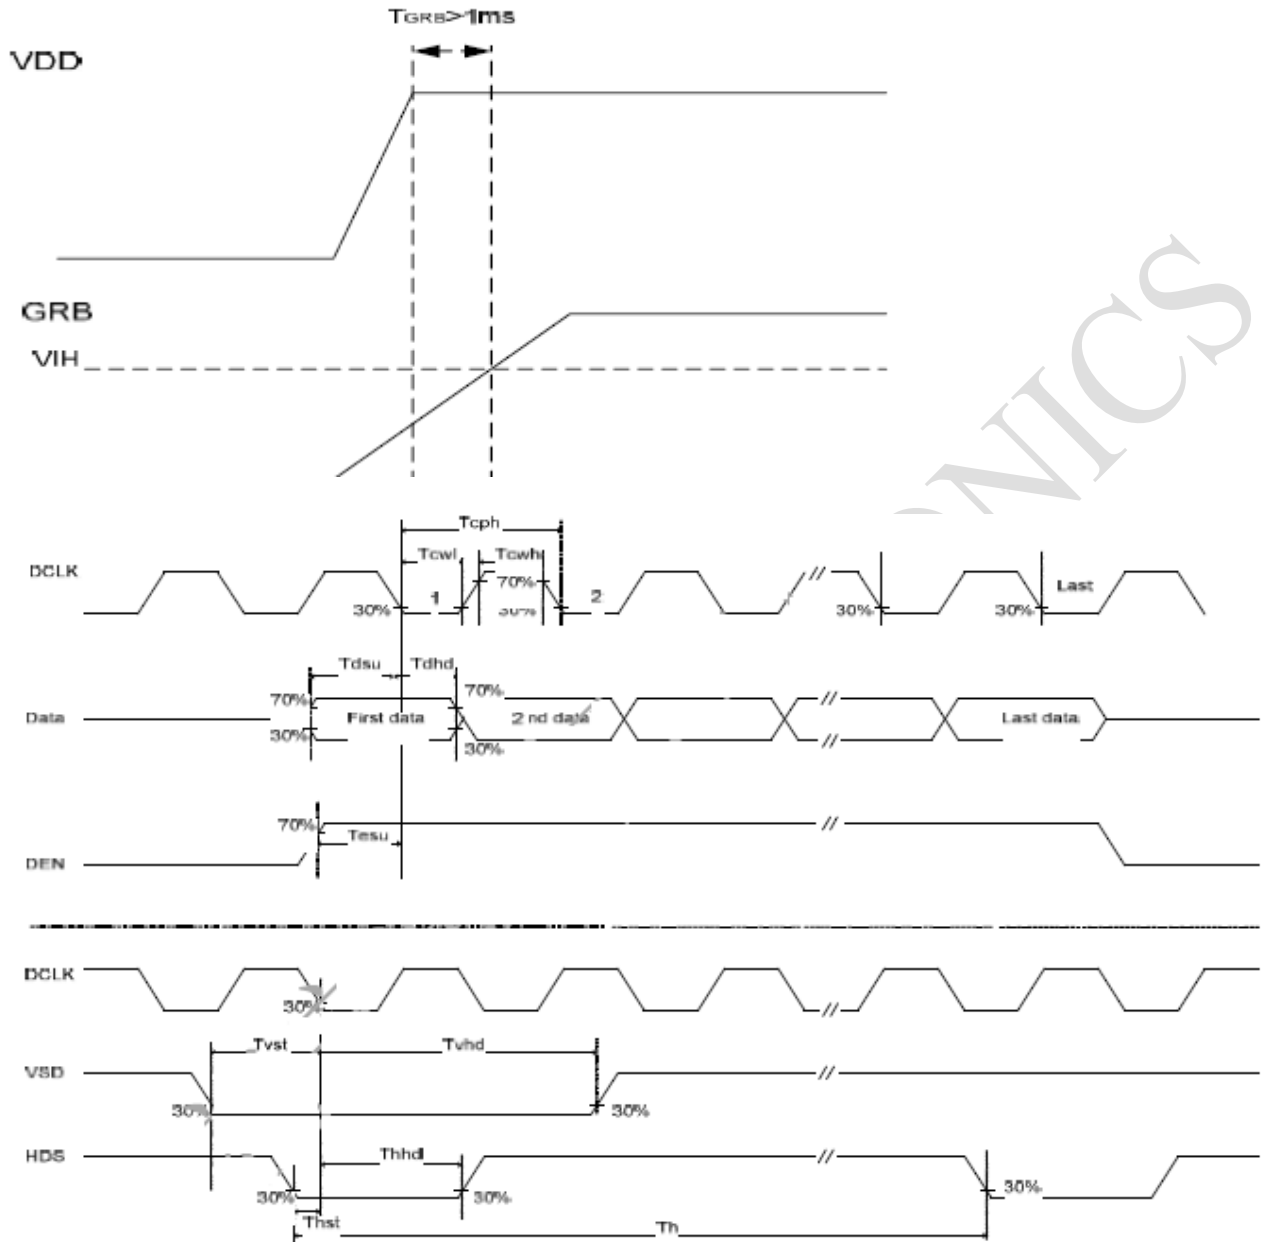 TGRB>1ms
VDD
GRB
VIH
ONICS
Tcph
Tcwl Tcwh
DCLK
70%
30% 1 30% 2 30% 30% Last
Tdsu Tdhd
70% 70%
Data First data 2 nd data // Last data
30% 30%
70% //
Tesu
DEN
DCLK
30% //
Tvst Tvhd
VSD //
30% 30%
HDS Thhd //
30% 30% 30%
Thst Th